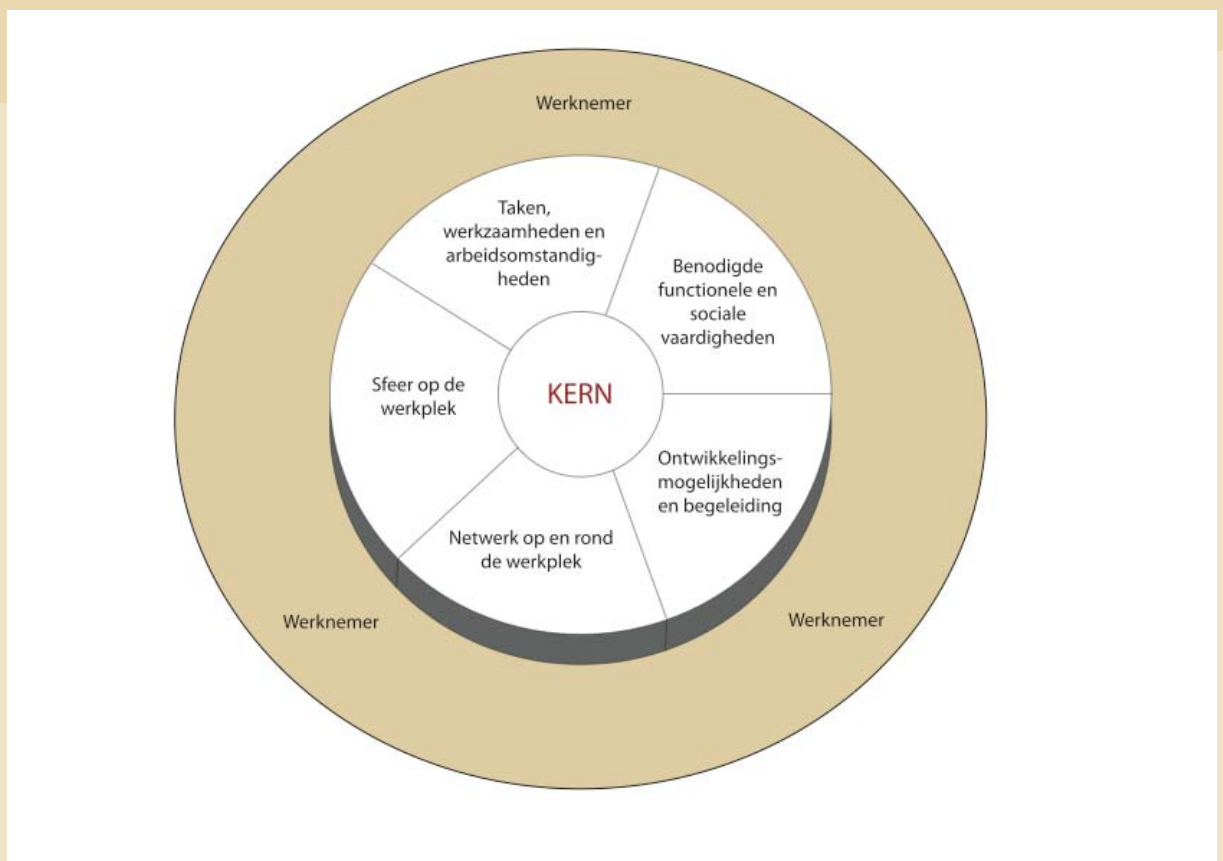 Werknemer
Taken,
werkzaamheden en
arbeidsomstandig-
heden
Benodigde
functionele en
sociale
vaardigheden
Sfeer op de
werkplek
KERN
Ontwikkelings-
mogelijkheden
en begeleiding
Netwerk op en rond
de werkplek
Werknemer
Werknemer